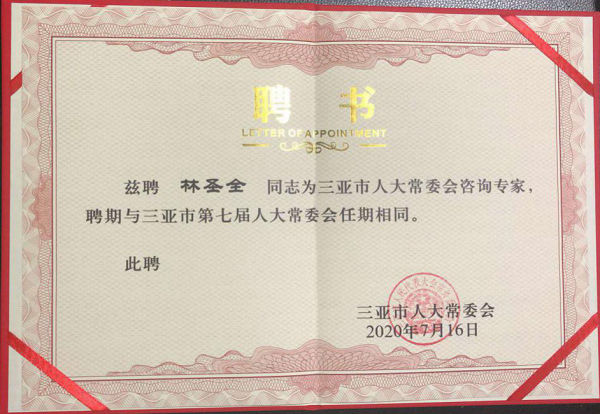 聘 书
LETTER OF APPOINTMENT
兹聘 林圣全 同志为三亚市人大常委会咨询专家，
聘期与三亚市第七届人大常委会任期相同。
此聘
三亚市人大常委会
2020年7月16日